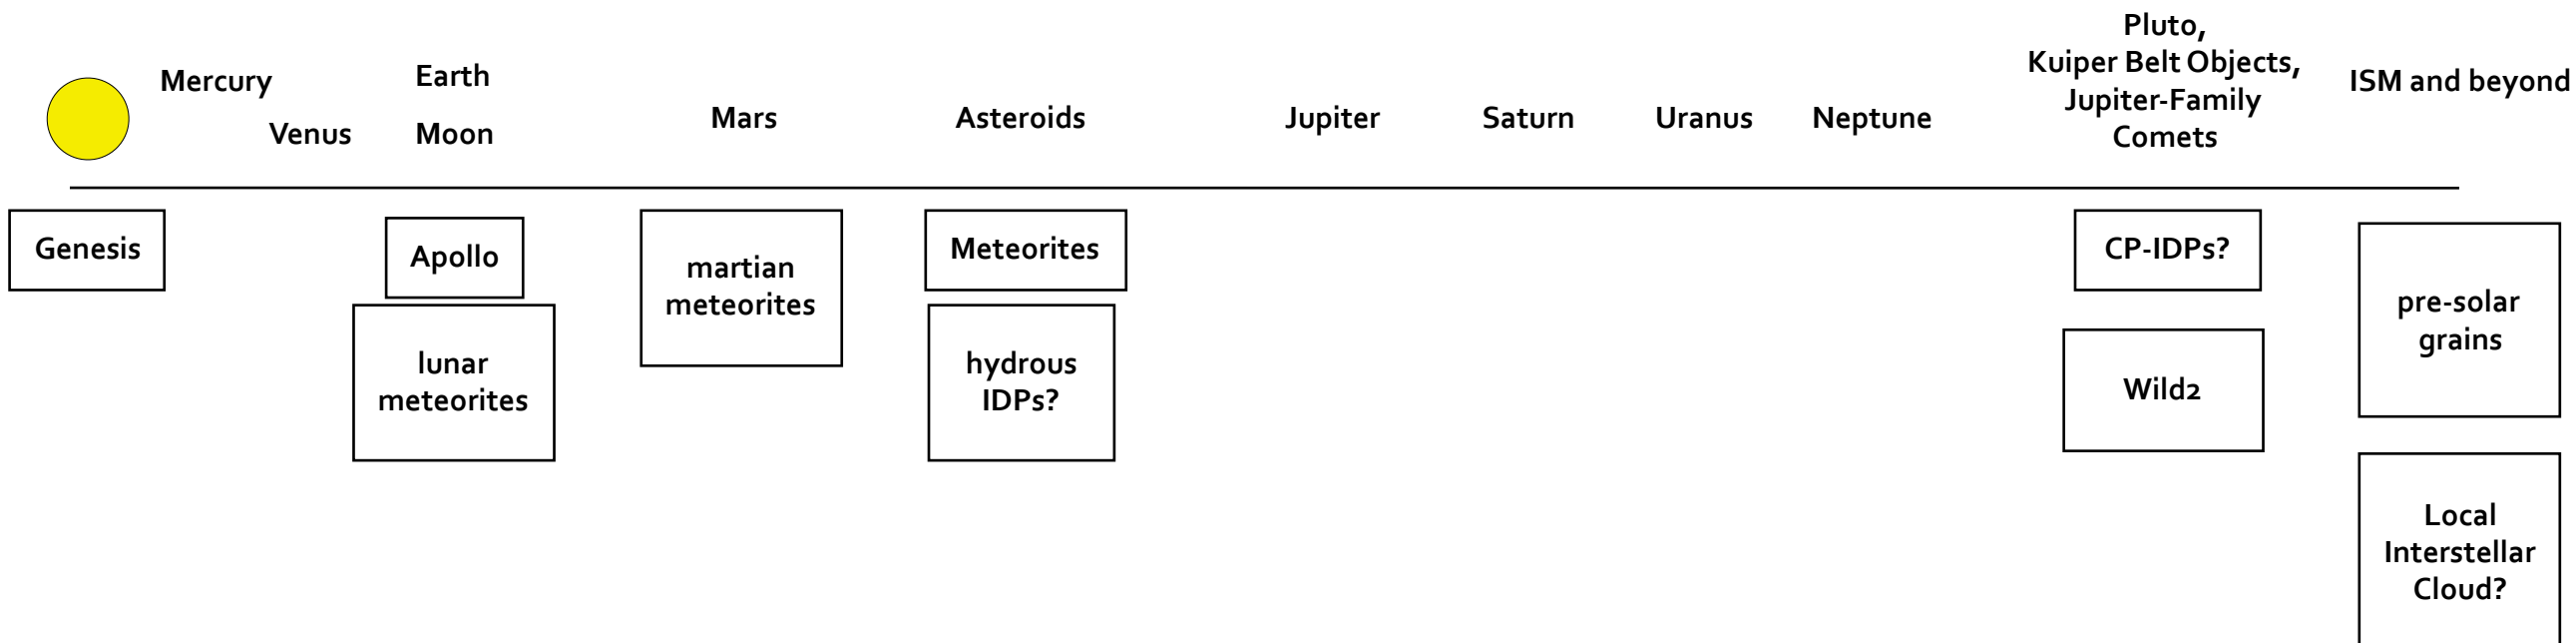 Mercury
Venus
Earth
Moon
Mars
Asteroids
Jupiter
Saturn
Uranus
Neptune
Pluto,
Kuiper Belt Objects,
Jupiter-Family
Comets
ISM and beyond
Genesis
Apollo
lunar
meteorites
martian
meteorites
Meteorites
hydrous
IDPs?
CP-IDPs?
Wild2
pre-solar
grains
Local
Interstellar
Cloud?